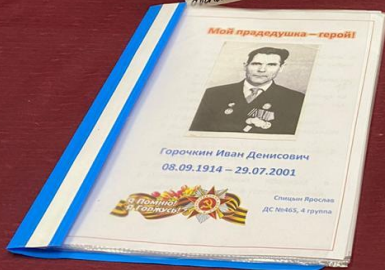 Мой прадедушка – герой!
Горочкин Иван Денисович
08.09.1914 – 29.07.2001
Я Помню!
Я Горжусь!
Спицын Ярослав
ДС №465, 4 группа